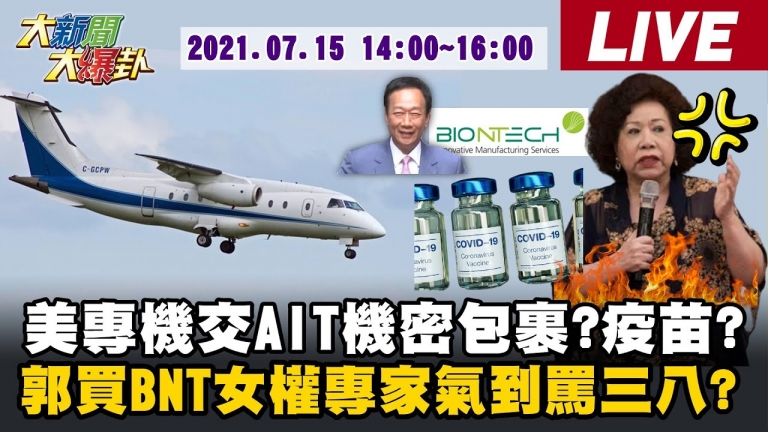 大新聞
大爆卦
2021.07.15 14:00~16:00
LIVE
C-GCPW
BIONTECH
novative Manufacturing Services
COVID-19
Coronavirus
Vaccine
COVID-19
Coronavirus
Vaccine
COVID-19
Coronavirus
Vaccine
美專機交AIT機密包裹?疫苗?
郭買BNT女權專家氣到罵三八?